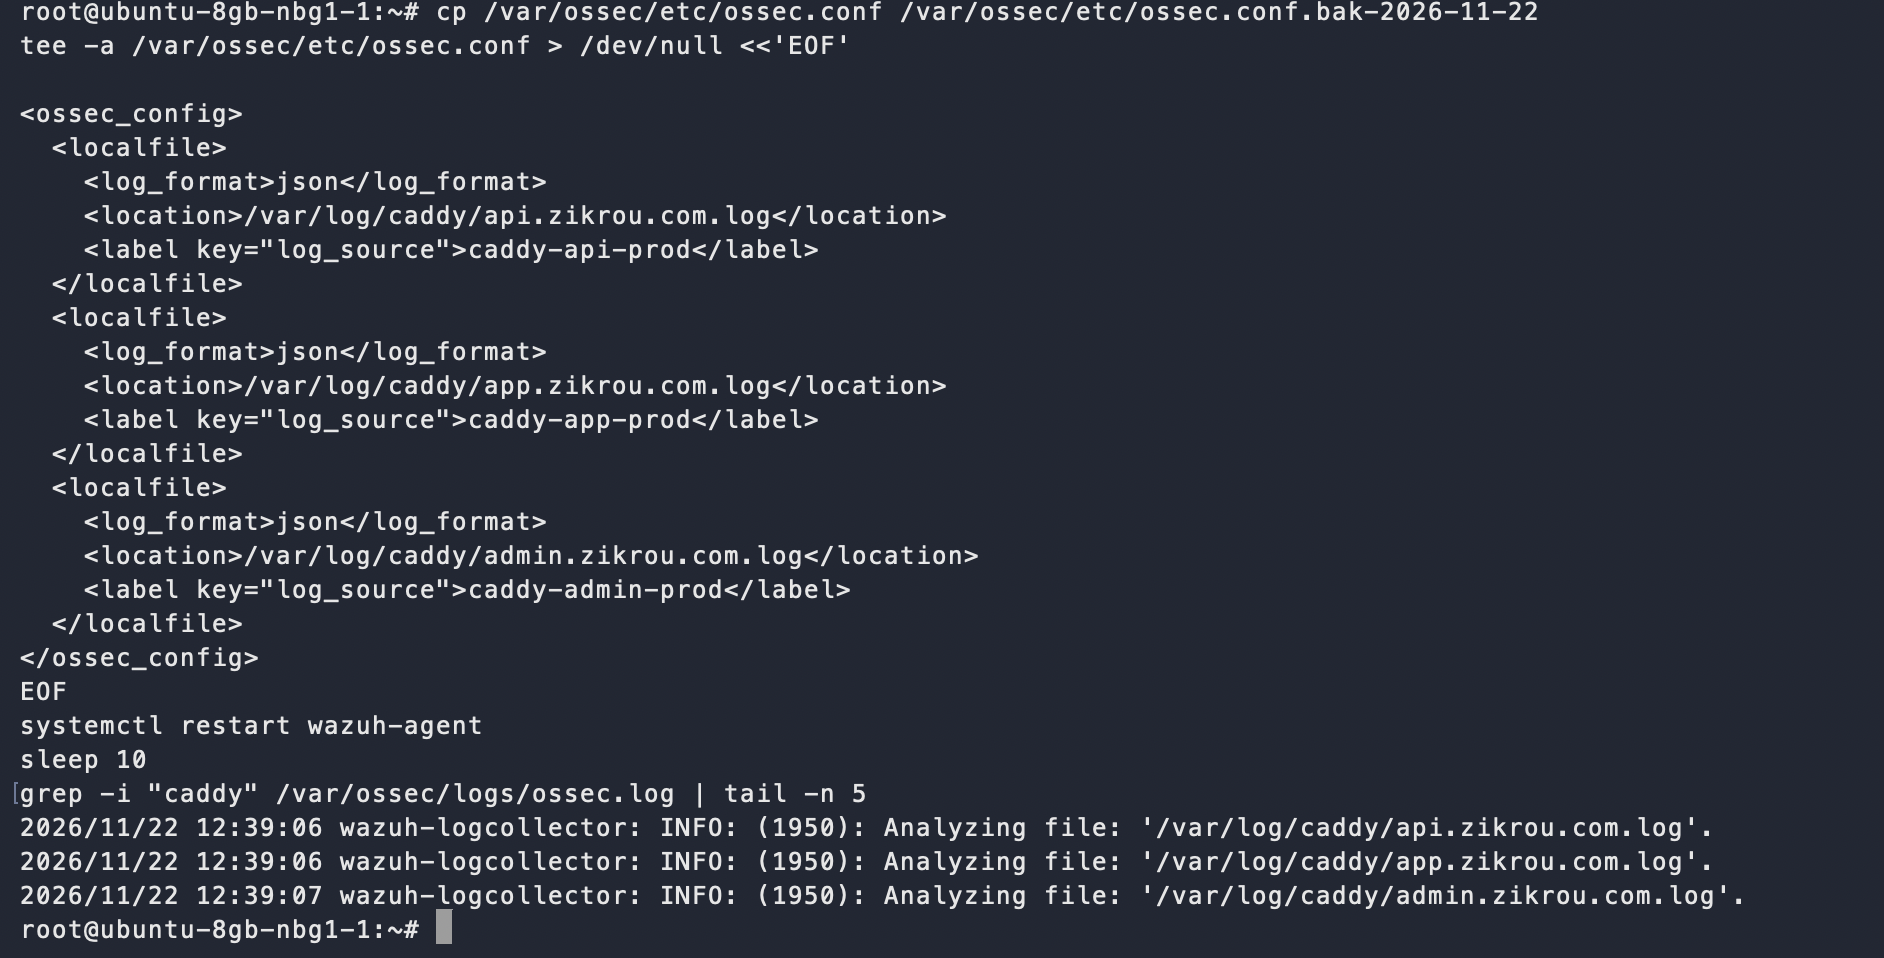 root@ubuntu-8gb-nbg1-1:~# cp /var/ossec/etc/ossec.conf /var/ossec/etc/ossec.conf.bak-2026-11-22
tee -a /var/ossec/etc/ossec.conf > /dev/null <<'EOF'

<ossec_config>
  <localfile>
    <log_format>json</log_format>
    <location>/var/log/caddy/api.zikrou.com.log</location>
    <label key="log_source">caddy-api-prod</label>
  </localfile>
  <localfile>
    <log_format>json</log_format>
    <location>/var/log/caddy/app.zikrou.com.log</location>
    <label key="log_source">caddy-app-prod</label>
  </localfile>
  <localfile>
    <log_format>json</log_format>
    <location>/var/log/caddy/admin.zikrou.com.log</location>
    <label key="log_source">caddy-admin-prod</label>
  </localfile>
</ossec_config>
EOF
systemctl restart wazuh-agent
sleep 10
grep -i "caddy" /var/ossec/logs/ossec.log | tail -n 5
2026/11/22 12:39:06 wazuh-logcollector: INFO: (1950): Analyzing file: '/var/log/caddy/api.zikrou.com.log'.
2026/11/22 12:39:06 wazuh-logcollector: INFO: (1950): Analyzing file: '/var/log/caddy/app.zikrou.com.log'.
2026/11/22 12:39:07 wazuh-logcollector: INFO: (1950): Analyzing file: '/var/log/caddy/admin.zikrou.com.log'.
root@ubuntu-8gb-nbg1-1:~#